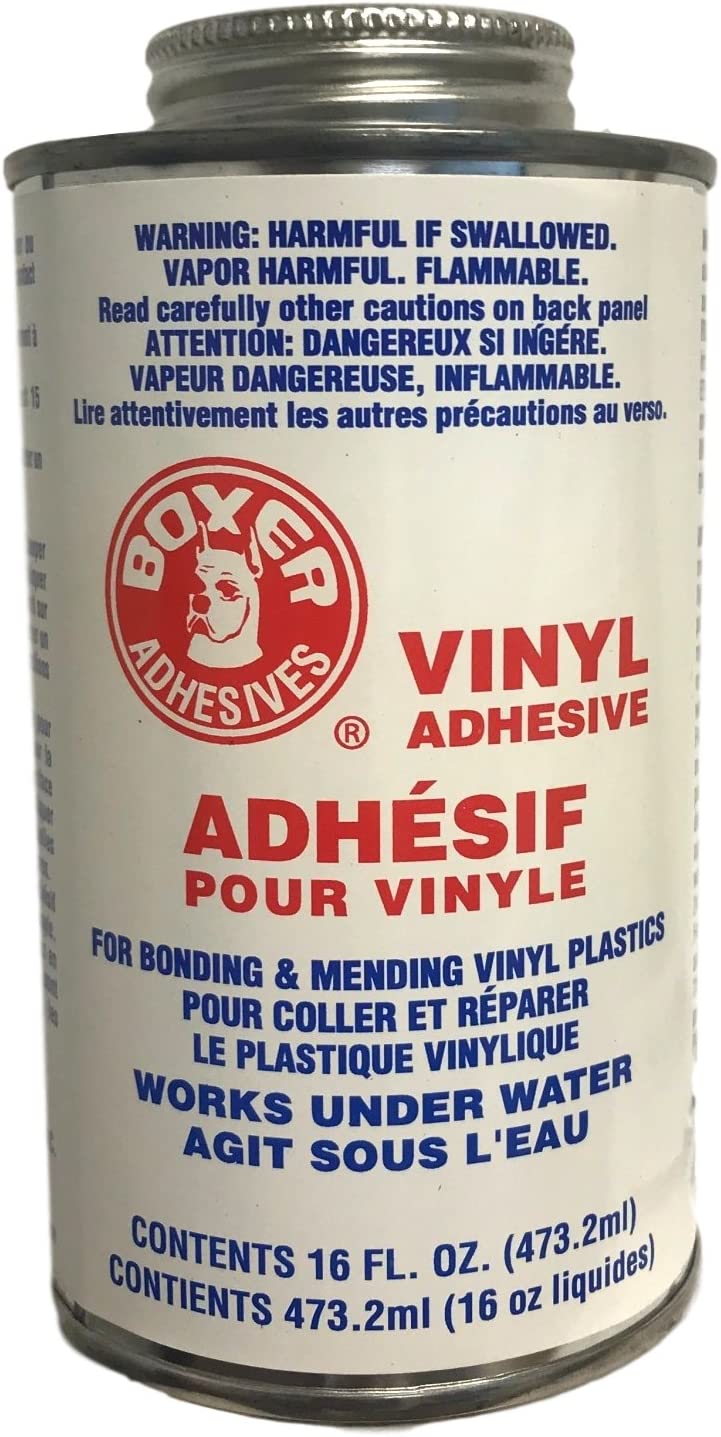 WARNING: HARMFUL IF SWALLOWED.
VAPOR HARMFUL. FLAMMABLE.
Read carefully other cautions on back panel
ATTENTION: DANGEREUX SI INGÉRE.
VAPEUR DANGEREUSE, INFLAMMABLE.
Lire attentivement les autres précautions au verso.
BOXER
ADHESIVES
®
VINYL
ADHESIVE
ADHÉSIF
POUR VINYLE
FOR BONDING & MENDING VINYL PLASTICS
POUR COLLER ET RÉPARER
LE PLASTIQUE VINYLIQUE
WORKS UNDER WATER
AGIT SOUS L'EAU
CONTENTS 16 FL. OZ. (473.2ml)
CONTIENTS 473.2ml (16 oz liquides)